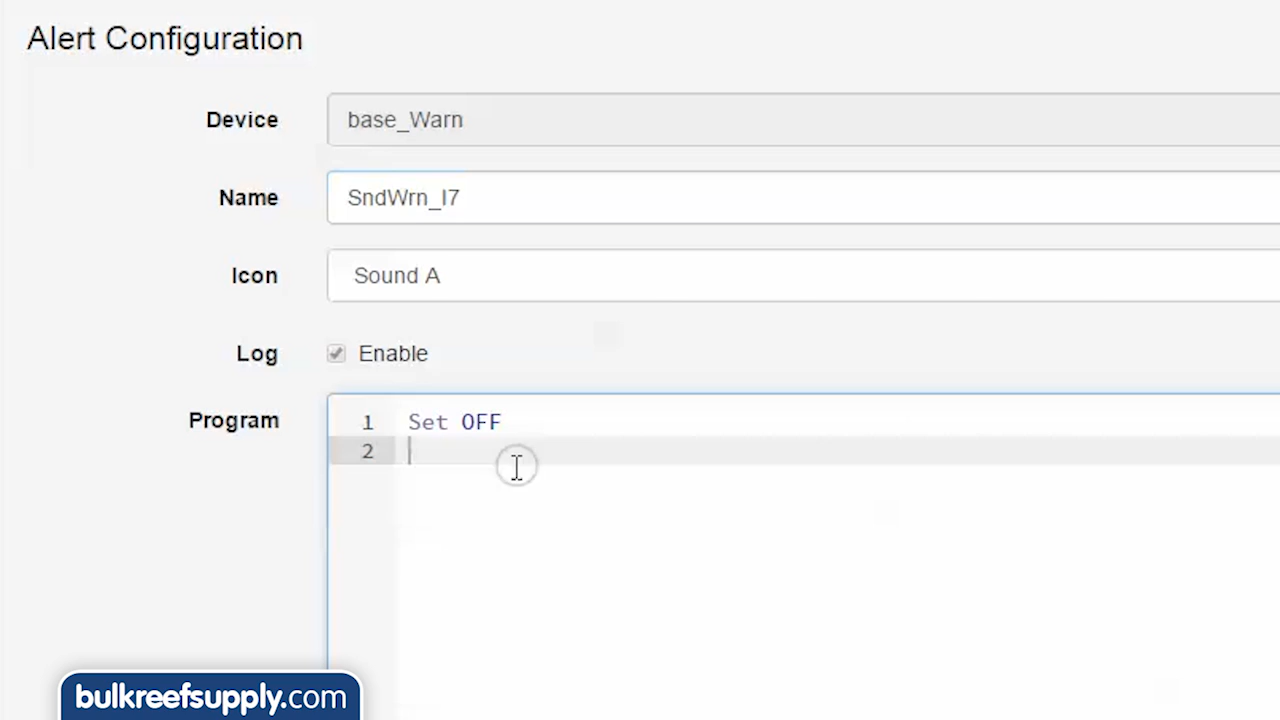 Alert Configuration
Device base_Warn
Name SndWrn_I7
Icon Sound A
Log Enable
Program 1 Set OFF
2
bulkreefsupply.com